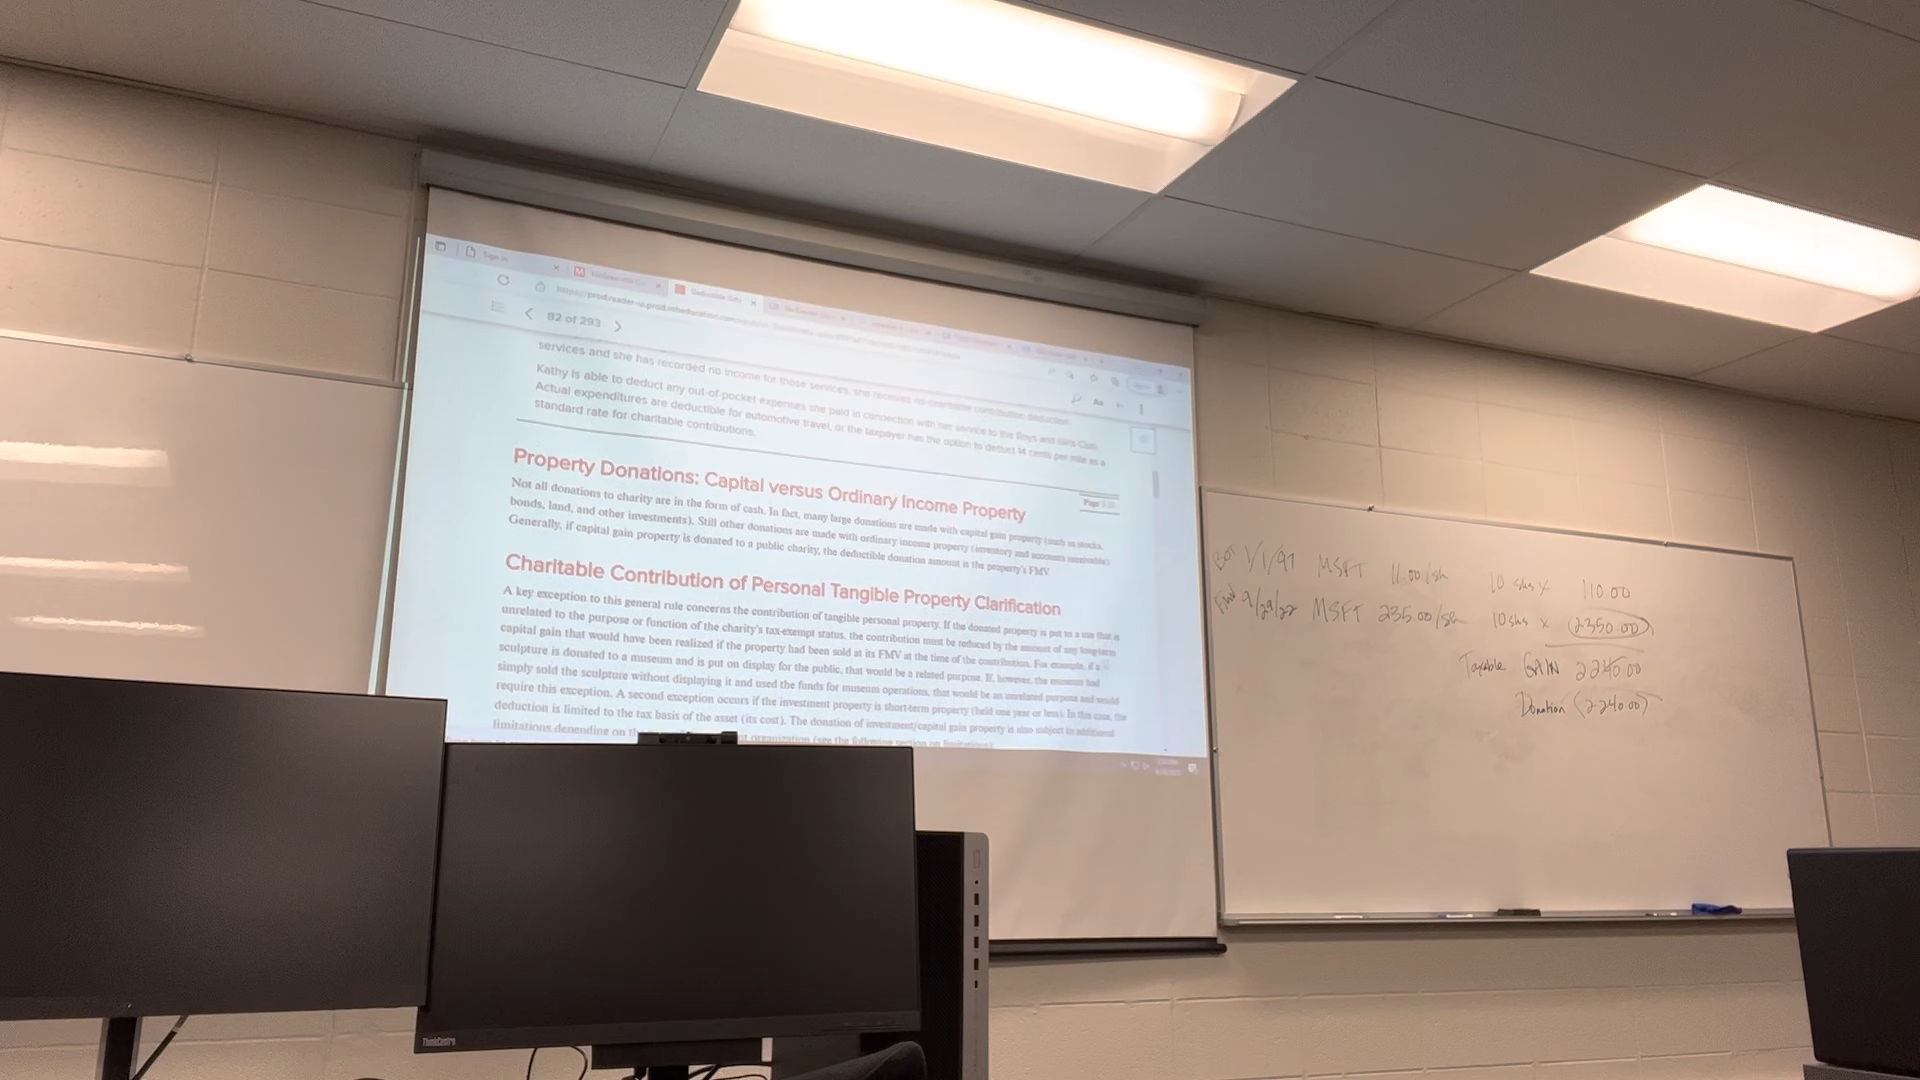 Sign in
82 of 293
services and she has recorded no income for those services, she receives no charitable contribution deduction.
Kathy is able to deduct any out-of-pocket expenses she paid in connection with her service to the Boys and Girls Club.
Actual expenditures are deductible for automotive travel, or the taxpayer has the option to deduct 14 cents per mile as a
standard rate for charitable contributions.
Property Donations: Capital versus Ordinary Income Property
Page
Not all donations to charity are in the form of cash. In fact, many large donations are made with capital gain property (such as stocks,
bonds, land, and other investments). Still other donations are made with ordinary income property (inventory and accounts receivable).
Generally, if capital gain property is donated to a public charity, the deductible donation amount is the property's FMV.
Charitable Contribution of Personal Tangible Property Clarification
A key exception to this general rule concerns the contribution of tangible personal property. If the donated property is put to a use that is
unrelated to the purpose or function of the charity's tax-exempt status, the contribution must be reduced by the amount of any long-term
capital gain that would have been realized if the property had been sold at its FMV at the time of the contribution. For example, if a
sculpture is donated to a museum and is put on display for the public, that would be a related purpose. If, however, the museum had
simply sold the sculpture without displaying it and used the funds for museum operations, that would be an unrelated purpose and would
require this exception. A second exception occurs if the investment property is short-term property (held one year or less). In this case, the
deduction is limited to the tax basis of the asset (its cost). The donation of investment/capital gain property is also subject to additional
limitations depending on organization (see the following section on limitations).
1/1/97 MSFT 11.00/sh 10 shs x 110 00
9/29/22 MSFT 235.00/sh 10 shs x (2350.00)
Taxable GAIN 2240.00
Donation (2240.00)
ThinkCentre